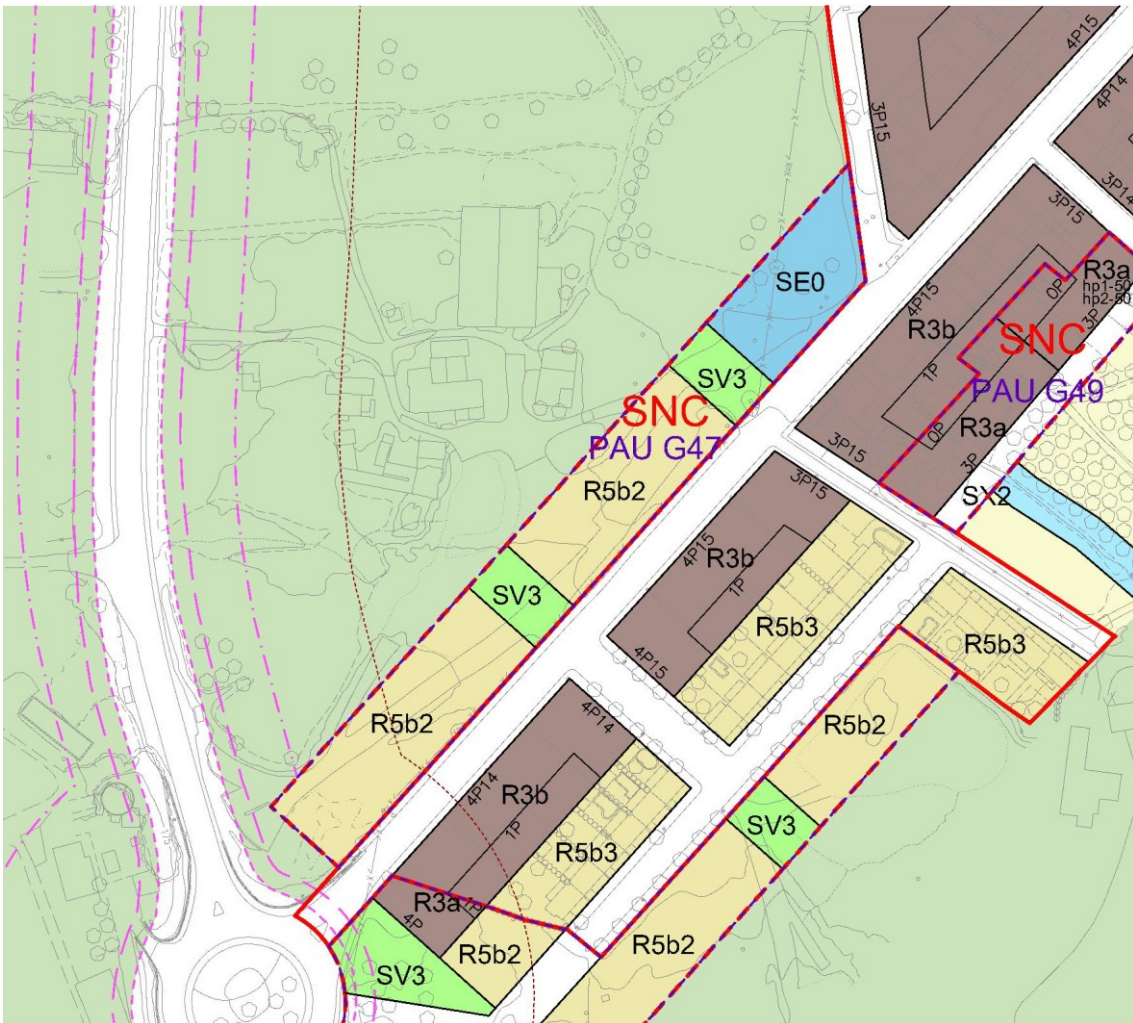 4P15
4P14
3P15
3P14
3P15
SE0
R3a
hp1-50
hp2-50
0P
3P
4P15
R3b
SNC
SV3
1P
PAU G49
SNC
PAU G47
0P
R3a
3P15
3P
R5b2
3P15
SX2
4P15
R3b
1P
SV3
R5b3
R5b3
4P15
4P14
R5b2
R5b2
4P14
R3b
1P
SV3
R5b3
R3a
4P
R5b2
R5b2
SV3